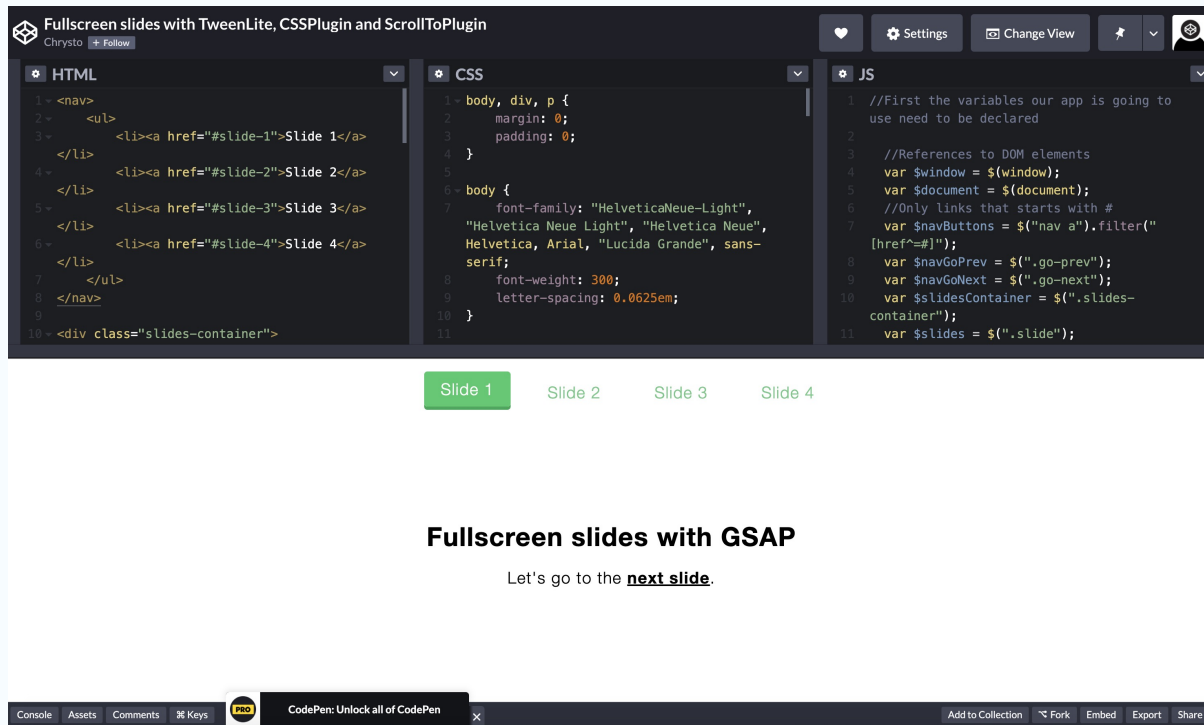 Fullscreen slides with TweenLite, CSSPlugin and ScrollToPlugin
Chrysto + Follow
Settings
Change View
HTML
1 <nav>
2 <ul>
3 <li><a href="#slide-1">Slide 1</a>
</li>
4 <li><a href="#slide-2">Slide 2</a>
</li>
5 <li><a href="#slide-3">Slide 3</a>
</li>
6 <li><a href="#slide-4">Slide 4</a>
</li>
7 </ul>
8 </nav>
9
10 <div class="slides-container">
CSS
1 body, div, p {
2 margin: 0;
3 padding: 0;
4 }
5
6 body {
7 font-family: "HelveticaNeue-Light",
"Helvetica Neue Light", "Helvetica Neue",
Helvetica, Arial, "Lucida Grande", sans-
serif;
8 font-weight: 300;
9 letter-spacing: 0.0625em;
10 }
11
JS
1 //First the variables our app is going to
use need to be declared
2
3 //References to DOM elements
4 var $window = $(window);
5 var $document = $(document);
6 //Only links that starts with #
7 var $navButtons = $("nav a").filter("
[href^=#]");
8 var $navGoPrev = $(".go-prev");
9 var $navGoNext = $(".go-next");
10 var $slidesContainer = $(".slides-
container");
11 var $slides = $(".slide");
Slide 1 Slide 2 Slide 3 Slide 4
Fullscreen slides with GSAP
Let's go to the next slide.
Console Assets Comments ⌘ Keys PRO CodePen: Unlock all of CodePen × Add to Collection ⌥ Fork Embed Export Share